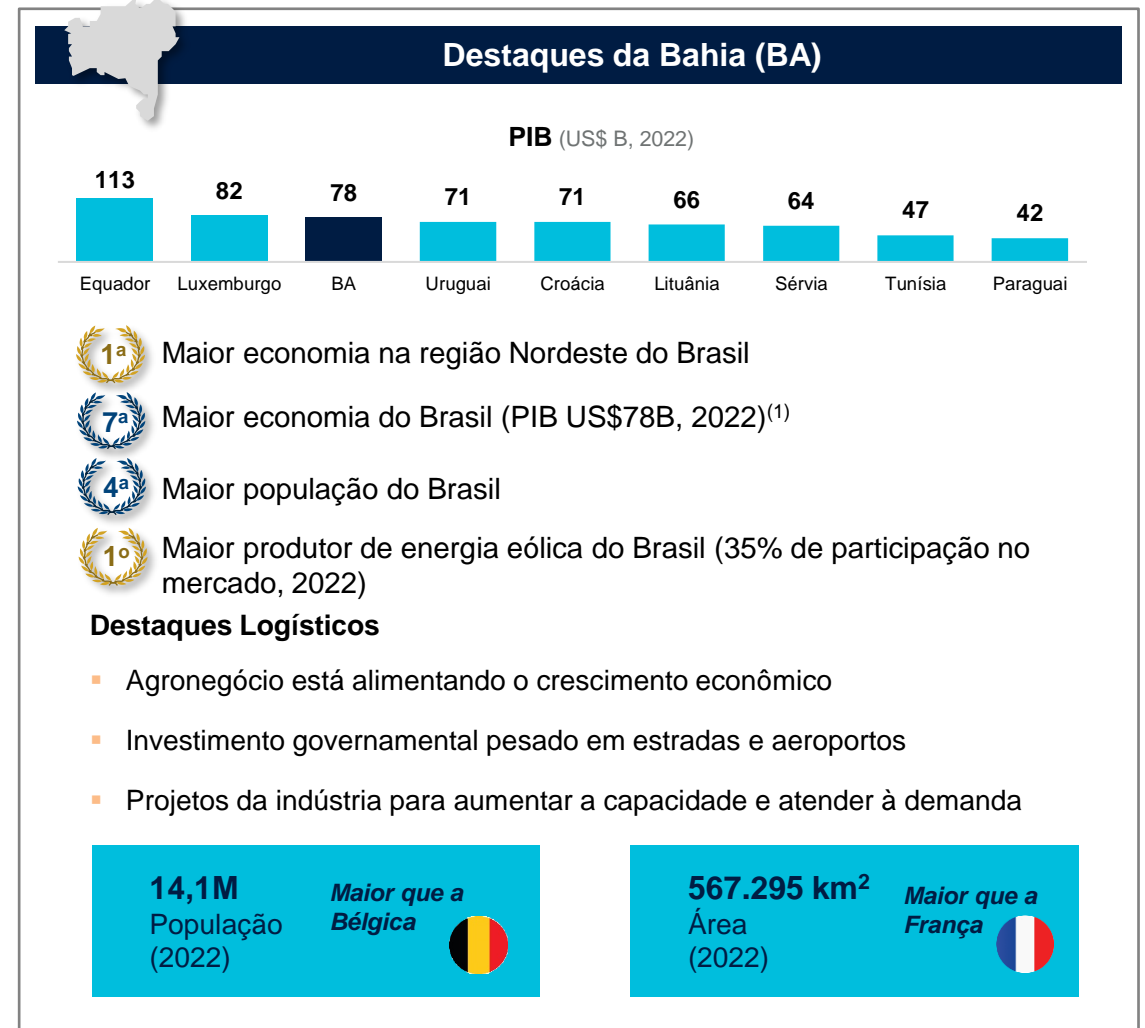 Destaques da Bahia (BA)
PIB (US$ B, 2022)
113 82 78 71 71 66 64 47 42
Equador Luxemburgo BA Uruguai Croácia Lituânia Sérvia Tunísia Paraguai
1ª Maior economia na região Nordeste do Brasil
7ª Maior economia do Brasil (PIB US$78B, 2022)⁽¹⁾
4ª Maior população do Brasil
1º Maior produtor de energia eólica do Brasil (35% de participação no
mercado, 2022)
Destaques Logísticos
▪ Agronegócio está alimentando o crescimento econômico
▪ Investimento governamental pesado em estradas e aeroportos
▪ Projetos da indústria para aumentar a capacidade e atender à demanda
14,1M
População
(2022)
Maior que a
Bélgica
567.295 km²
Área
(2022)
Maior que a
França